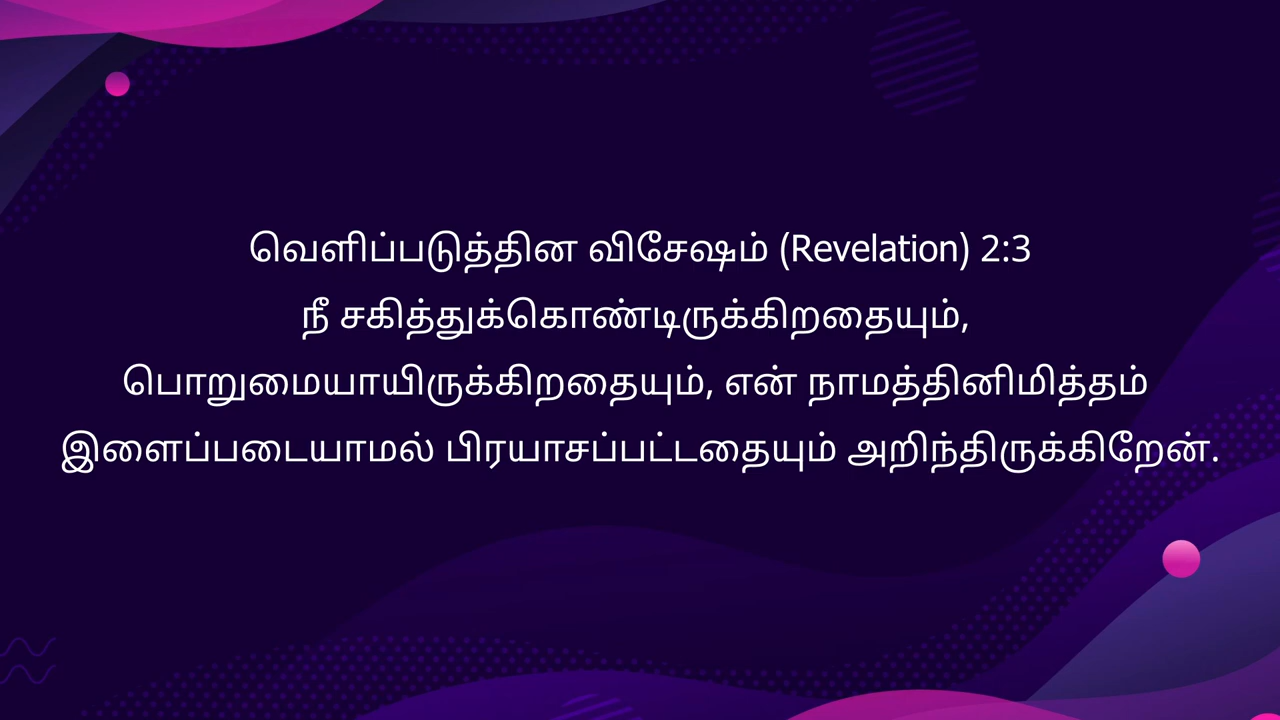 வெளிப்படுத்தின விசேஷம் (Revelation) 2:3
நீ சகித்துக்கொண்டிருக்கிறதையும்,
பொறுமையாயிருக்கிறதையும், என் நாமத்தினிமித்தம்
இளைப்படையாமல் பிரயாசப்பட்டதையும் அறிந்திருக்கிறேன்.